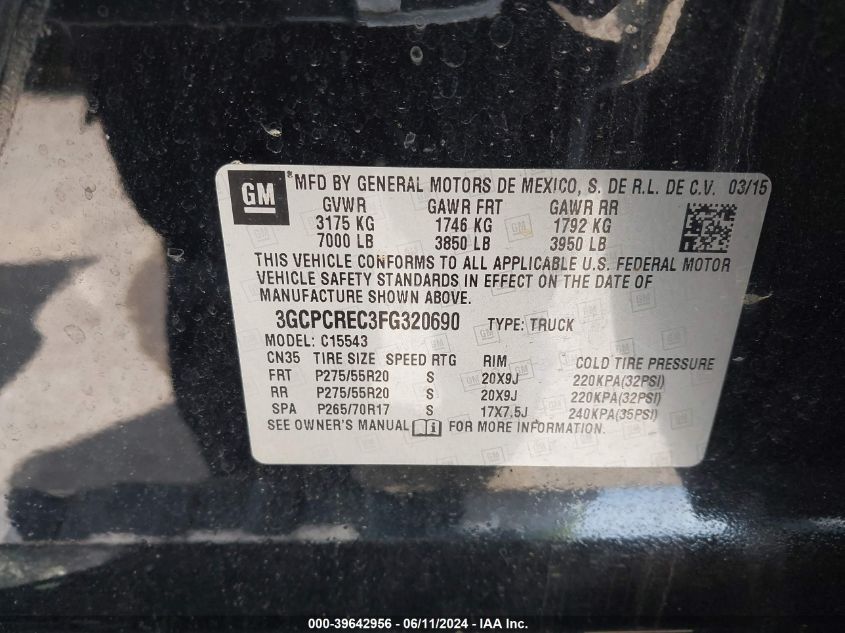 GM ® MFD BY GENERAL MOTORS DE MEXICO, S. DE R.L. DE C.V. 03/15
GVWR GAWR FRT GAWR RR
3175 KG 1746 KG 1792 KG
7000 LB 3850 LB 3950 LB
THIS VEHICLE CONFORMS TO ALL APPLICABLE U.S. FEDERAL MOTOR
VEHICLE SAFETY STANDARDS IN EFFECT ON THE DATE OF
MANUFACTURE SHOWN ABOVE.
3GCPCREC3FG320690 TYPE: TRUCK
MODEL: C15543
CN35 TIRE SIZE SPEED RTG RIM COLD TIRE PRESSURE
FRT P275/55R20 S 20X9J 220KPA(32PSI)
RR P275/55R20 S 20X9J 220KPA(32PSI)
SPA P265/70R17 S 17X7.5J 240KPA(35PSI)
SEE OWNER'S MANUAL FOR MORE INFORMATION.
000-39642956 - 06/11/2024 - IAA Inc.